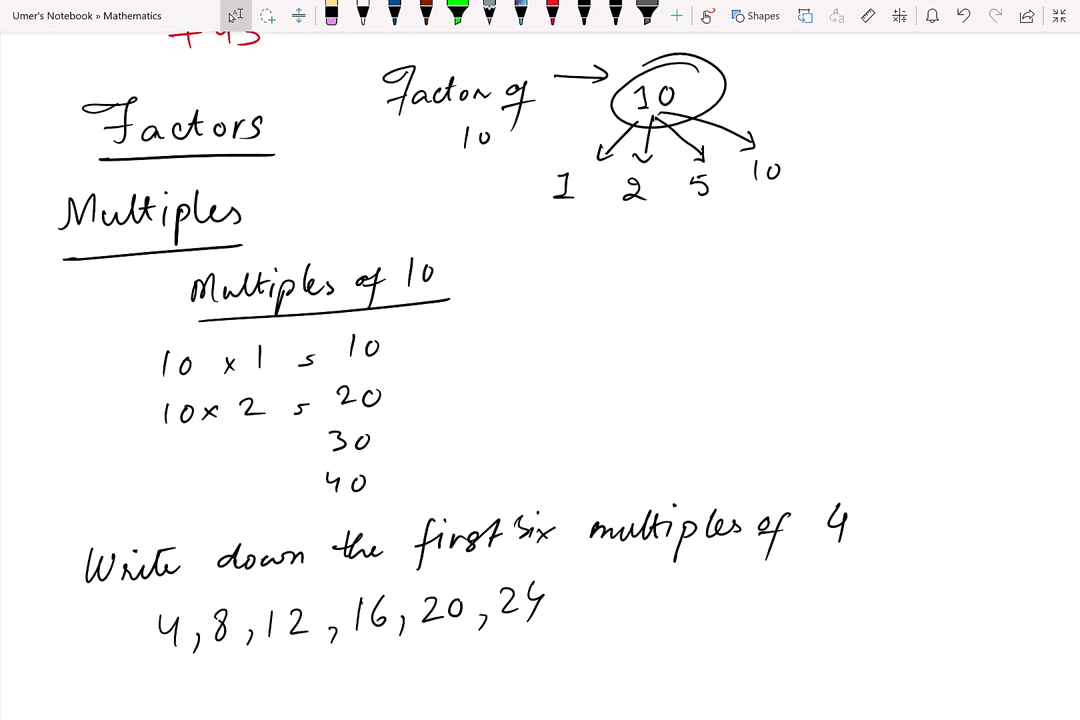 Umer's Notebook » Mathematics
Shapes
+45
Factors
Factor of 10 → 10
1 2 5 10
Multiples
Multiples of 10
10 x 1 = 10
10 x 2 = 20
30
40
Write down the first six multiples of 4
4, 8, 12, 16, 20, 24